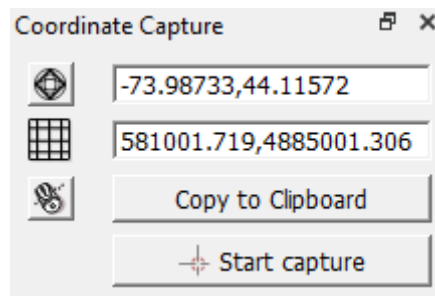 Coordinate Capture
-73.98733,44.11572
581001.719,4885001.306
Copy to Clipboard
Start capture